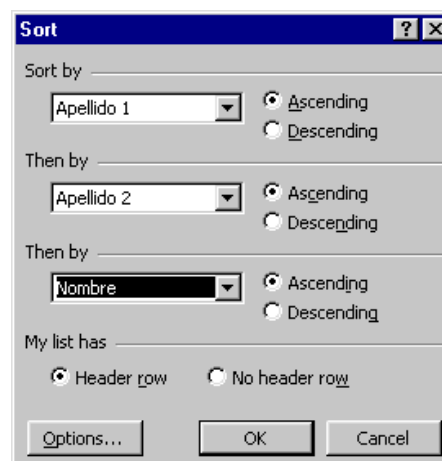 Sort
Sort by
Apellido 1
Ascending
Descending
Then by
Apellido 2
Ascending
Descending
Then by
Nombre
Ascending
Descending
My list has
Header row
No header row
Options...
OK
Cancel